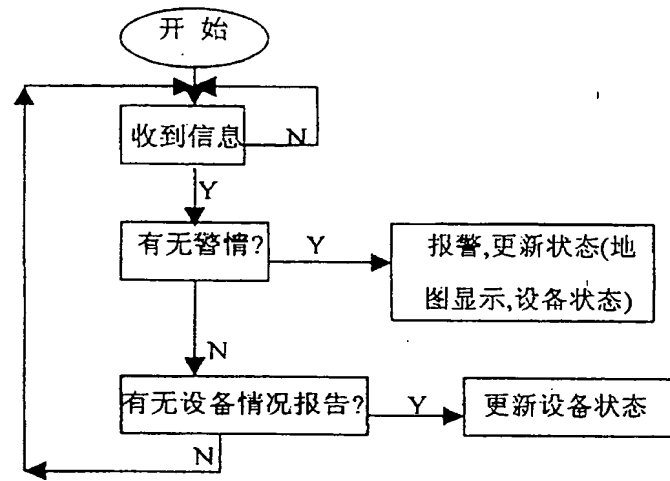 开 始
收到信息
N
Y
有无警情?
Y
报警,更新状态(地
图显示,设备状态)
N
有无设备情况报告?
Y
更新设备状态
N